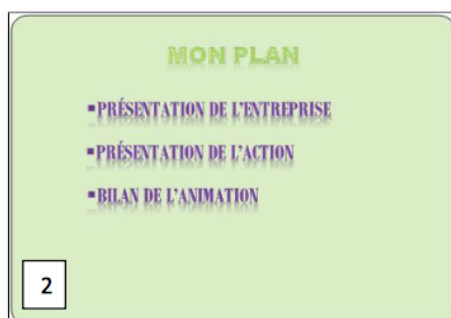 MON PLAN
▪PRÉSENTATION DE L'ENTREPRISE
▪PRÉSENTATION DE L'ACTION
▪BILAN DE L'ANIMATION
2